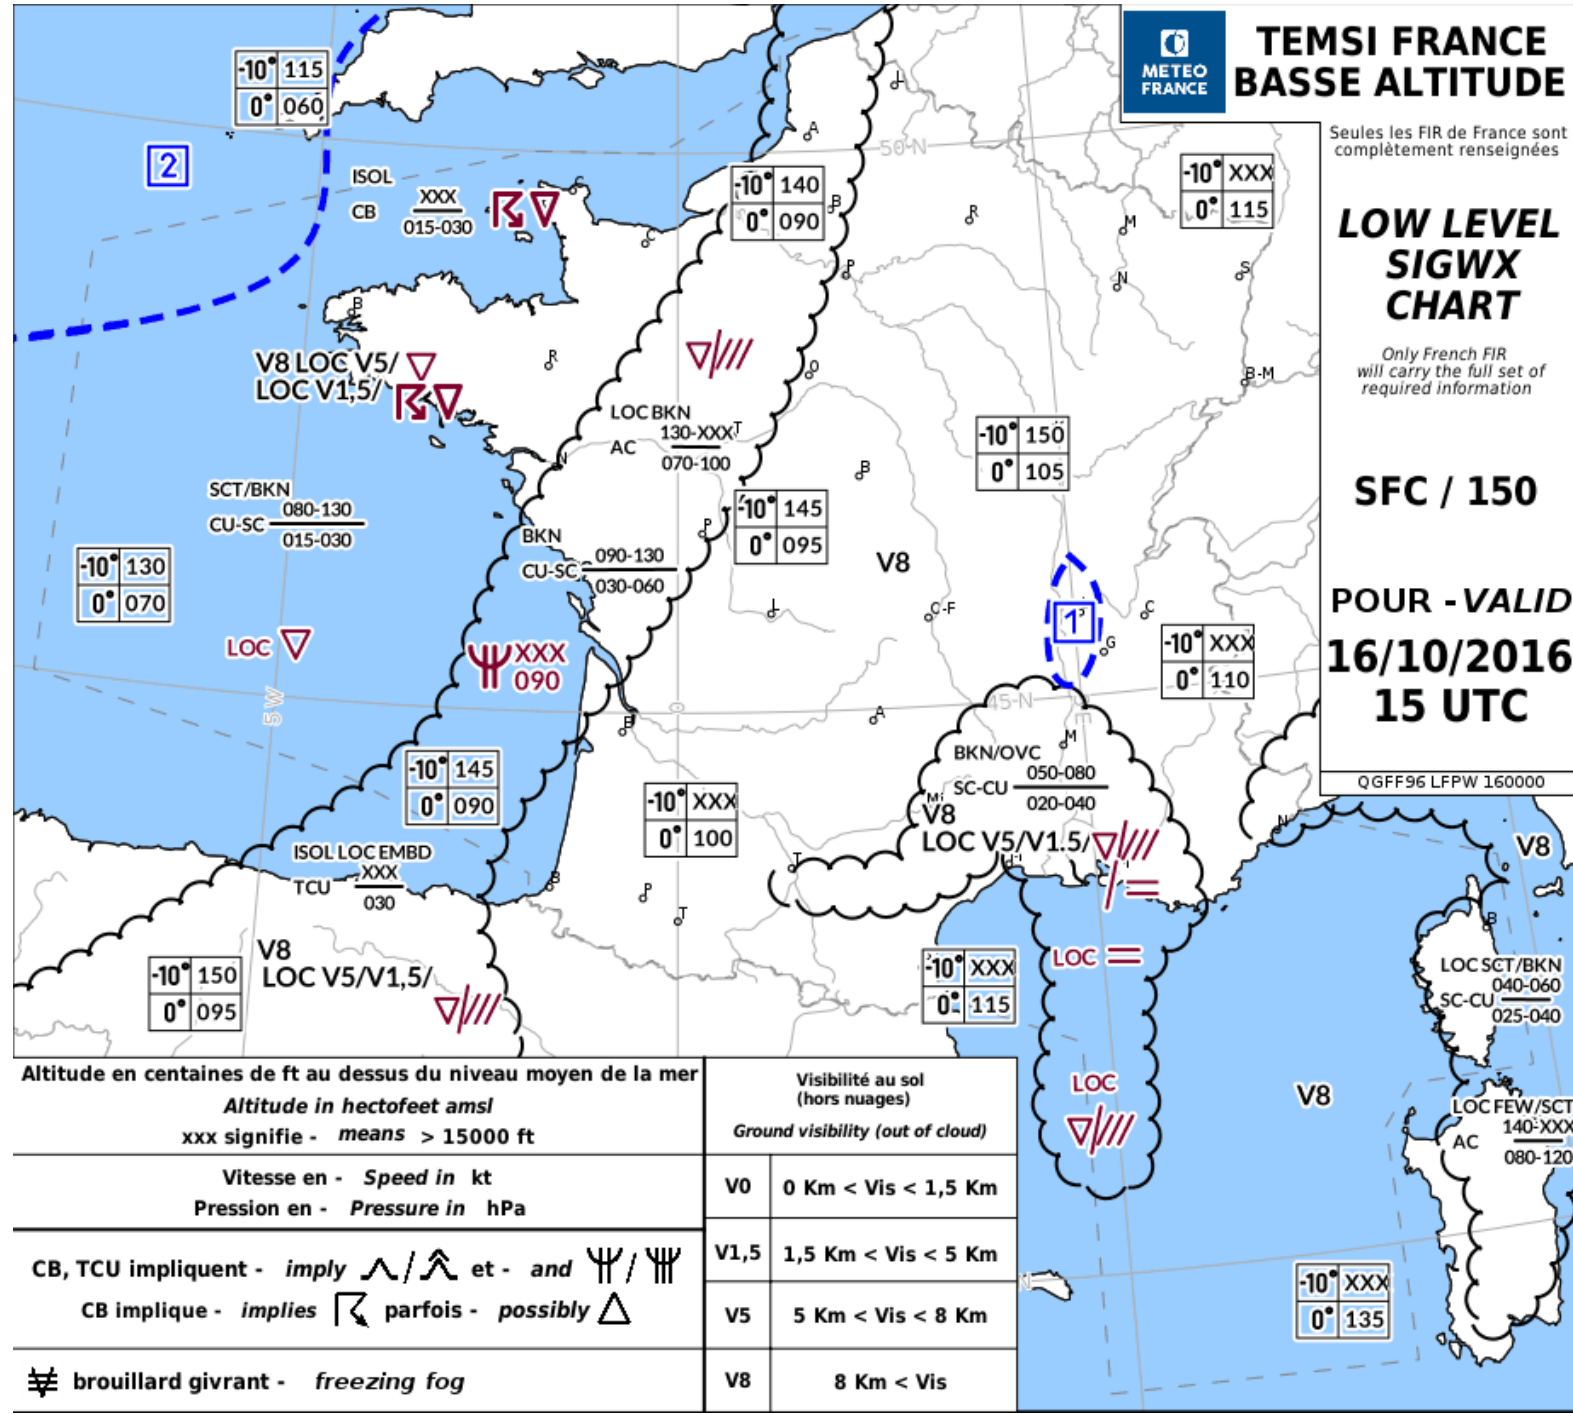 METEO
FRANCE
TEMSI FRANCE
BASSE ALTITUDE
Seules les FIR de France sont
complètement renseignées
LOW LEVEL
SIGWX
CHART
Only French FIR
will carry the full set of
required information
SFC / 150
POUR - VALID
16/10/2016
15 UTC
QGFF96 LFPW 160000
-10° 115
0° 060
2
ISOL
CB
XXX
015-030
-10° 140
0° 090
-10° XXX
0° 115
50 N
L
A
B
C
C
R
M
N
S
P
B
R
O
B-M
V8 LOC V5/
LOC V1,5/
LOC BKN
AC
130-XXX
070-100
T
N
B
-10° 150
0° 105
SCT/BKN
CU-SC
080-130
015-030
BKN
CU-SC
090-130
030-060
P
-10° 145
0° 095
V8
-10° 130
0° 070
L
C-F
1
C
G
LOC
XXX
090
-10° XXX
0° 110
5 W
0
45 N
E
B
A
M
-10° 145
0° 090
BKN/OVC
SC-CU
050-080
020-040
-10° XXX
0° 100
Mi
V8
LOC V5/V1.5/
N
V8
ISOL LOC EMBD
TCU
XXX
030
T
B
P
T
B
V8
LOC V5/V1,5/
-10° 150
0° 095
LOC
-10° XXX
0° 115
LOC SCT/BKN
SC-CU
040-060
025-040
LOC
V8
LOC FEW/SCT
AC
140-XXX
080-120
-10° XXX
0° 135
N
Altitude en centaines de ft au dessus du niveau moyen de la mer
Altitude in hectofeet amsl
xxx signifie - means > 15000 ft
Vitesse en - Speed in kt
Pression en - Pressure in hPa
CB, TCU impliquent - imply / et - and /
CB implique - implies parfois - possibly
brouillard givrant - freezing fog
Visibilité au sol
(hors nuages)
Ground visibility (out of cloud)
V0 0 Km < Vis < 1,5 Km
V1,5 1,5 Km < Vis < 5 Km
V5 5 Km < Vis < 8 Km
V8 8 Km < Vis